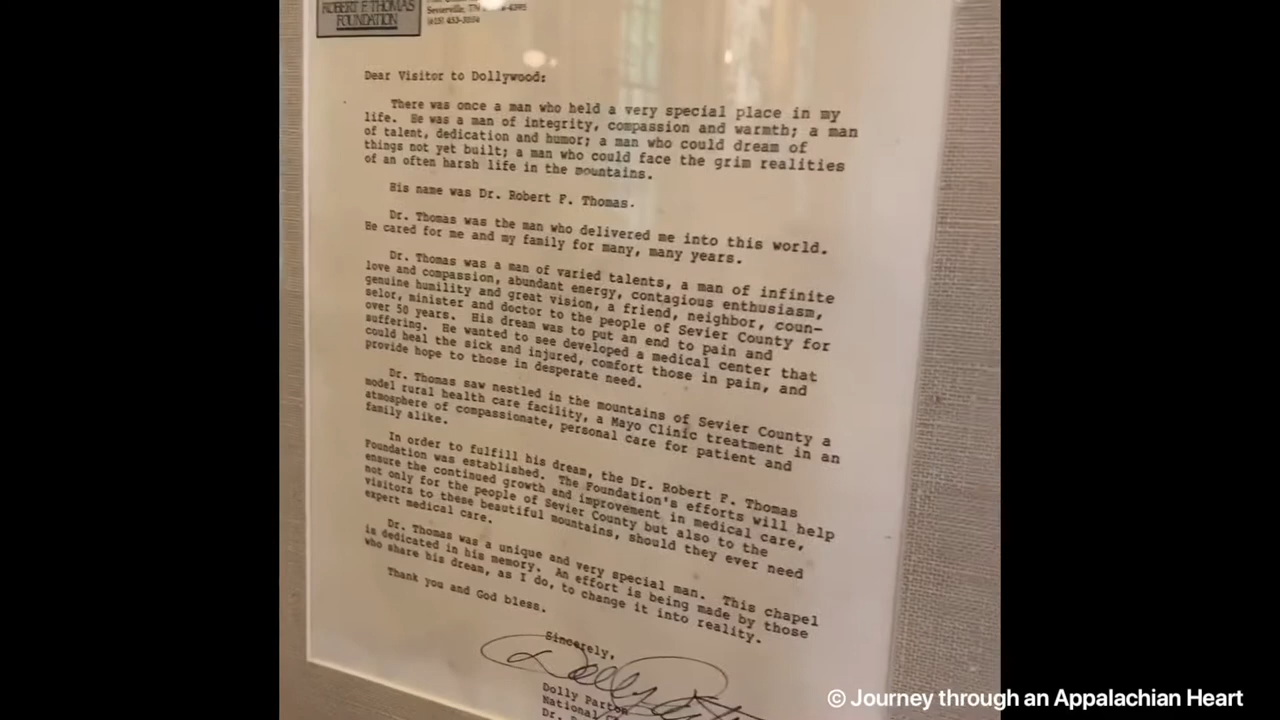 ROBERT F. THOMAS
FOUNDATION
Sevierville, TN
(615) 453-
Dear Visitor to Dollywood:
There was once a man who held a very special place in my
life. He was a man of integrity, compassion and warmth; a man
of talent, dedication and humor; a man who could dream of
things not yet built; a man who could face the grim realities
of an often harsh life in the mountains.
His name was Dr. Robert F. Thomas.
Dr. Thomas was the man who delivered me into this world.
He cared for me and my family for many, many years.
Dr. Thomas was a man of varied talents, a man of infinite
love and compassion, abundant energy, contagious enthusiasm,
genuine humility and great vision, a friend, neighbor, coun-
selor, minister and doctor to the people of Sevier County for
over 50 years. His dream was to put an end to pain and
suffering. He wanted to see developed a medical center that
could heal the sick and injured, comfort those in pain, and
provide hope to those in desperate need.
Dr. Thomas saw nestled in the mountains of Sevier County a
model rural health care facility, a Mayo Clinic treatment in an
atmosphere of compassionate, personal care for patient and
family alike.
In order to fulfill his dream, the Dr. Robert F. Thomas
Foundation was established. The Foundation's efforts will help
ensure the continued growth and improvement in medical care,
not only for the people of Sevier County but also to the
visitors to these beautiful mountains, should they ever need
expert medical care.
Dr. Thomas was a unique and very special man. This chapel
is dedicated in his memory. An effort is being made by those
who share his dream, as I do, to change it into reality.
Thank you and God bless.
Sincerely,
Dolly Parton
Dolly Parton
National
Dr.
© Journey through an Appalachian Heart